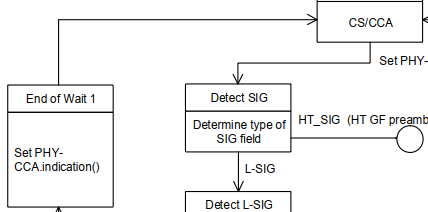 CS/CCA
Set PHY-
End of Wait 1
Detect SIG
Determine type of
SIG field
HT_SIG (HT GF preamb
Set PHY-
CCA.indication()
L-SIG
Detect L-SIG